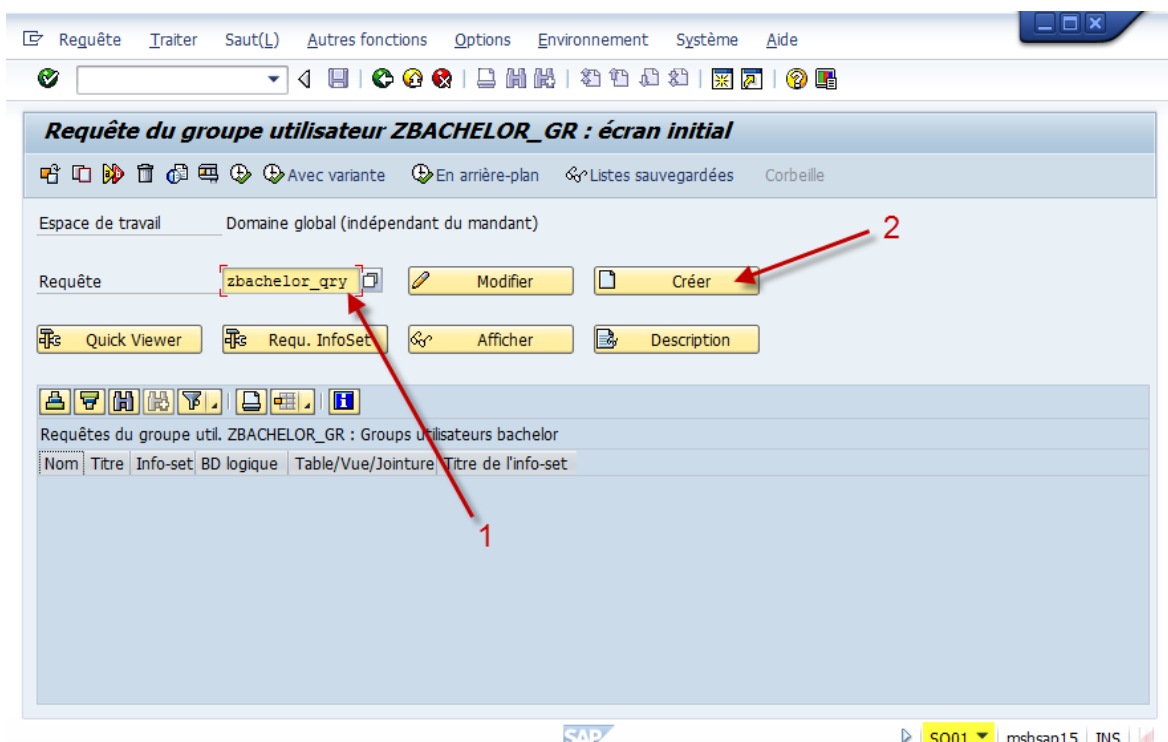 Requête Traiter Saut(L) Autres fonctions Options Environnement Système Aide
Requête du groupe utilisateur ZBACHELOR_GR : écran initial
Avec variante En arrière-plan Listes sauvegardées Corbeille
Espace de travail Domaine global (indépendant du mandant)
2
Requête zbachelor_qry Modifier Créer
Quick Viewer Requ. InfoSet Afficher Description
Requêtes du groupe util. ZBACHELOR_GR : Groups utilisateurs bachelor
Nom Titre Info-set BD logique Table/Vue/Jointure Titre de l'info-set
1
SAP SQ01 mshsap15 INS